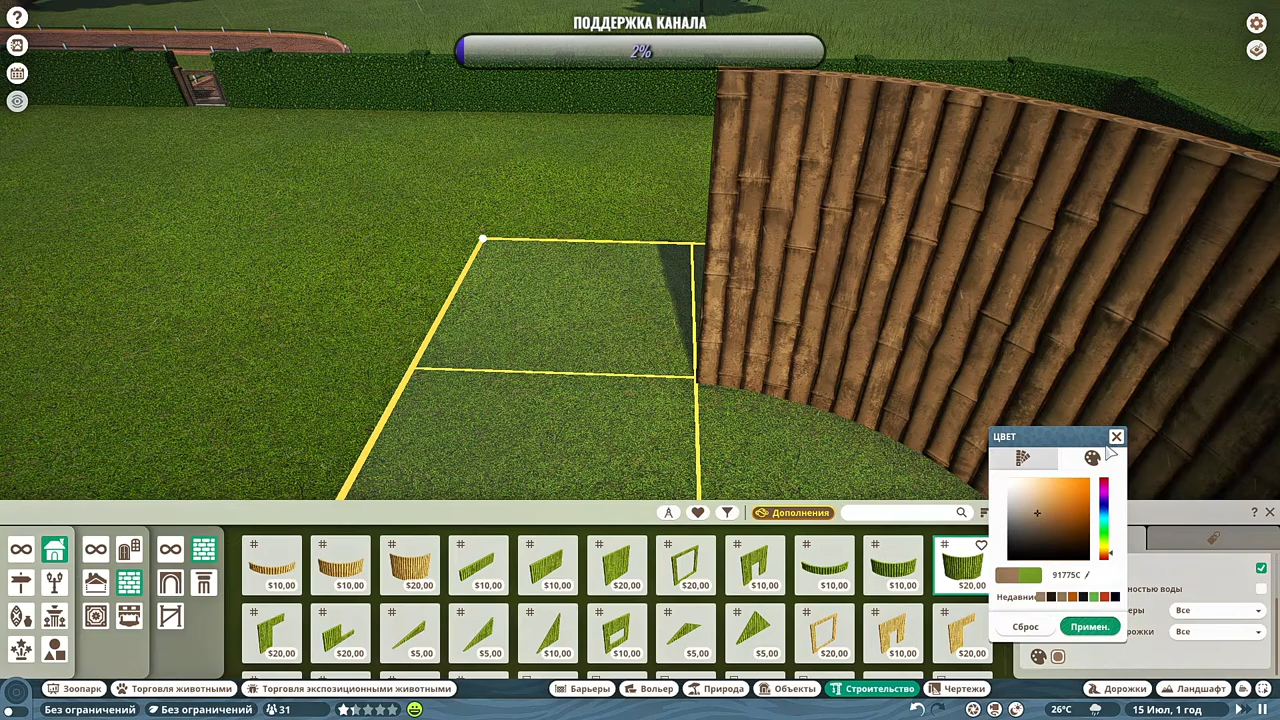 ?
ПОДДЕРЖКА КАНАЛА
2%
ЦВЕТ
Дополнения
? ×
91775C
Недавни
Сброс Примен.
ностью воды
еры Все
рожки Все
$10,00 $10,00 $20,00 $10,00 $10,00 $20,00 $20,00 $10,00 $10,00 $10,00 $20,00
$20,00 $20,00 $5,00 $5,00 $10,00 $20,00 $5,00 $5,00 $20,00 $10,00 $20,00
Зоопарк Торговля животными Торговля экспозиционными животными Барьеры Вольер Природа Объекты Строительство Чертежи Дорожки Ландшафт
Без ограничений Без ограничений 31 26°C 15 Июл, 1 год